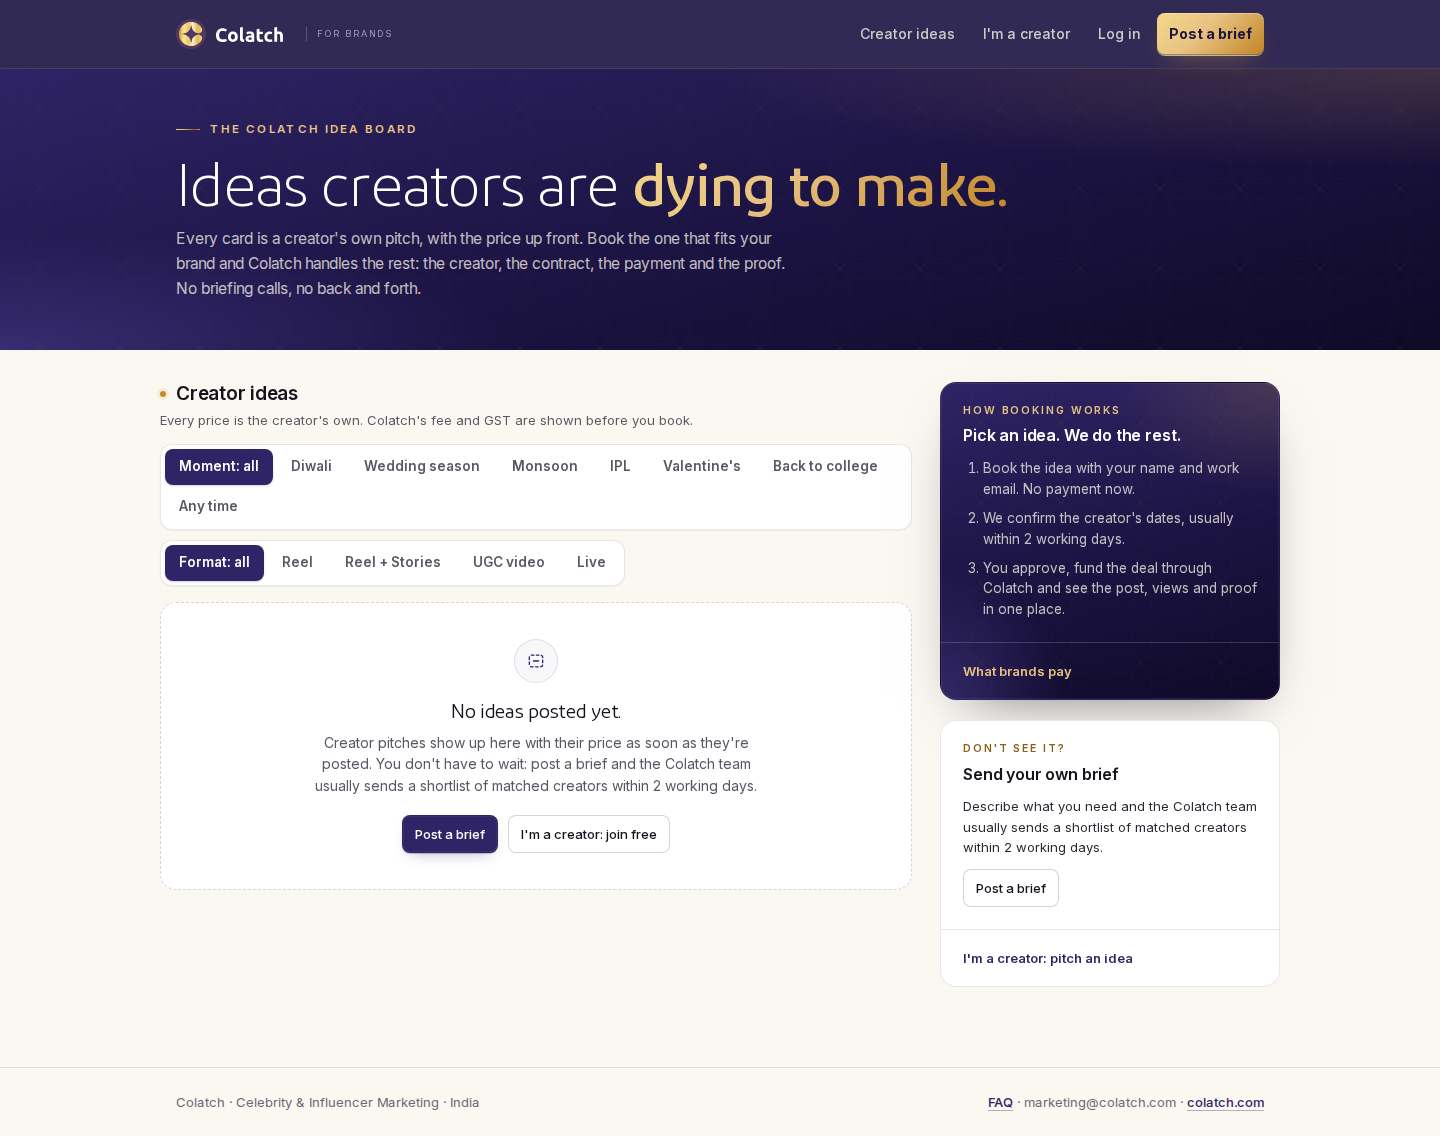 Colatch
FOR BRANDS
Creator ideas
I'm a creator
Log in
Post a brief
THE COLATCH IDEA BOARD
Ideas creators are dying to make.
Every card is a creator's own pitch, with the price up front. Book the one that fits your
brand and Colatch handles the rest: the creator, the contract, the payment and the proof.
No briefing calls, no back and forth.
Creator ideas
Every price is the creator's own. Colatch's fee and GST are shown before you book.
Moment: all Diwali Wedding season Monsoon IPL Valentine's Back to college
Any time
Format: all Reel Reel + Stories UGC video Live
No ideas posted yet.
Creator pitches show up here with their price as soon as they're
posted. You don't have to wait: post a brief and the Colatch team
usually sends a shortlist of matched creators within 2 working days.
Post a brief
I'm a creator: join free
HOW BOOKING WORKS
Pick an idea. We do the rest.
1. Book the idea with your name and work
email. No payment now.
2. We confirm the creator's dates, usually
within 2 working days.
3. You approve, fund the deal through
Colatch and see the post, views and proof
in one place.
What brands pay
DON'T SEE IT?
Send your own brief
Describe what you need and the Colatch team
usually sends a shortlist of matched creators
within 2 working days.
Post a brief
I'm a creator: pitch an idea
Colatch · Celebrity & Influencer Marketing · India
FAQ · marketing@colatch.com · colatch.com